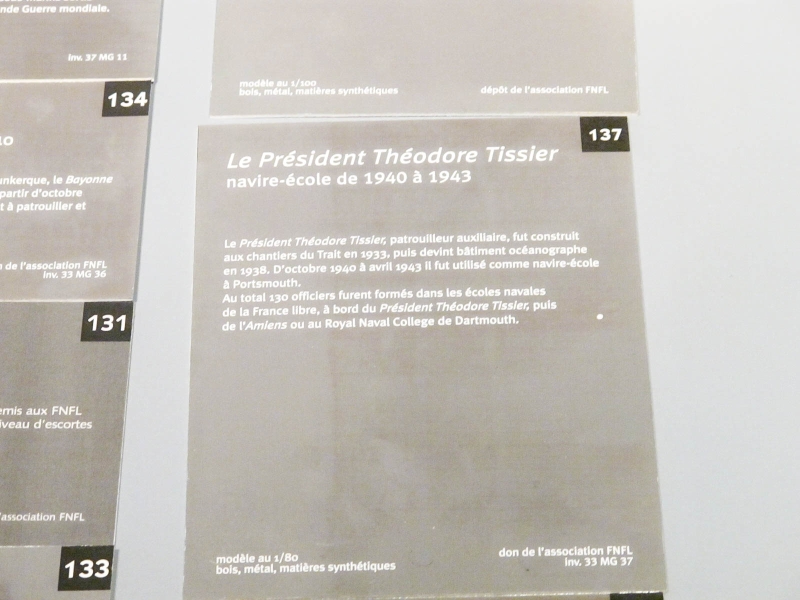 nde Guerre mondiale.
Inv. 37 MG 11
134
unkerque, le Bayonne
partir d'octobre
t à patrouiller et
n de l'association FNFL
Inv. 33 MG 36
131
emis aux FNFL
iveau d'escortes
l'association FNFL
133
modèle au 1/100
bois, métal, matières synthétiques
dépôt de l'association FNFL
137
Le Président Théodore Tissier
navire-école de 1940 à 1943
Le Président Théodore Tissier, patrouilleur auxiliaire, fut construit
aux chantiers du Trait en 1933, puis devint bâtiment océanographe
en 1938. D'octobre 1940 à avril 1943 il fut utilisé comme navire-école
à Portsmouth.
Au total 130 officiers furent formés dans les écoles navales
de la France libre, à bord du Président Théodore Tissier, puis
de l'Amiens ou au Royal Naval College de Dartmouth.
modèle au 1/80
bois, métal, matières synthétiques
don de l'association FNFL
Inv. 33 MG 37